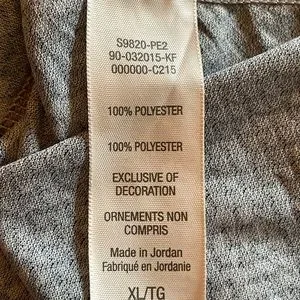 S9820-PE2
90-032015-KF
000000-C215
100% POLYESTER
100% POLYESTER
EXCLUSIVE OF
DECORATION
ORNEMENTS NON
COMPRIS
Made in Jordan
Fabriqué en Jordanie
XL/TG